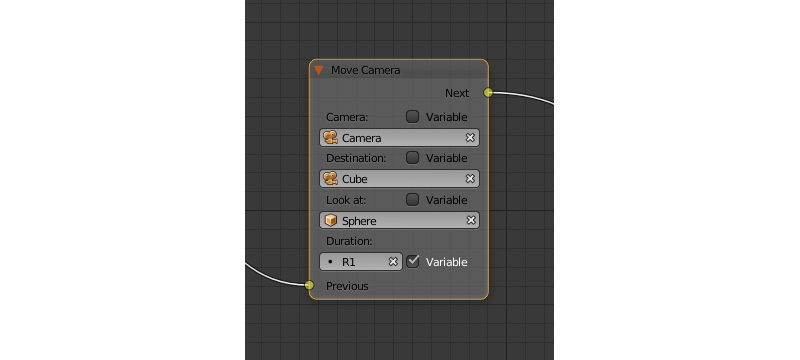 Move Camera
Next
Camera: Variable
Camera
Destination: Variable
Cube
Look at: Variable
Sphere
Duration:
R1 Variable
Previous